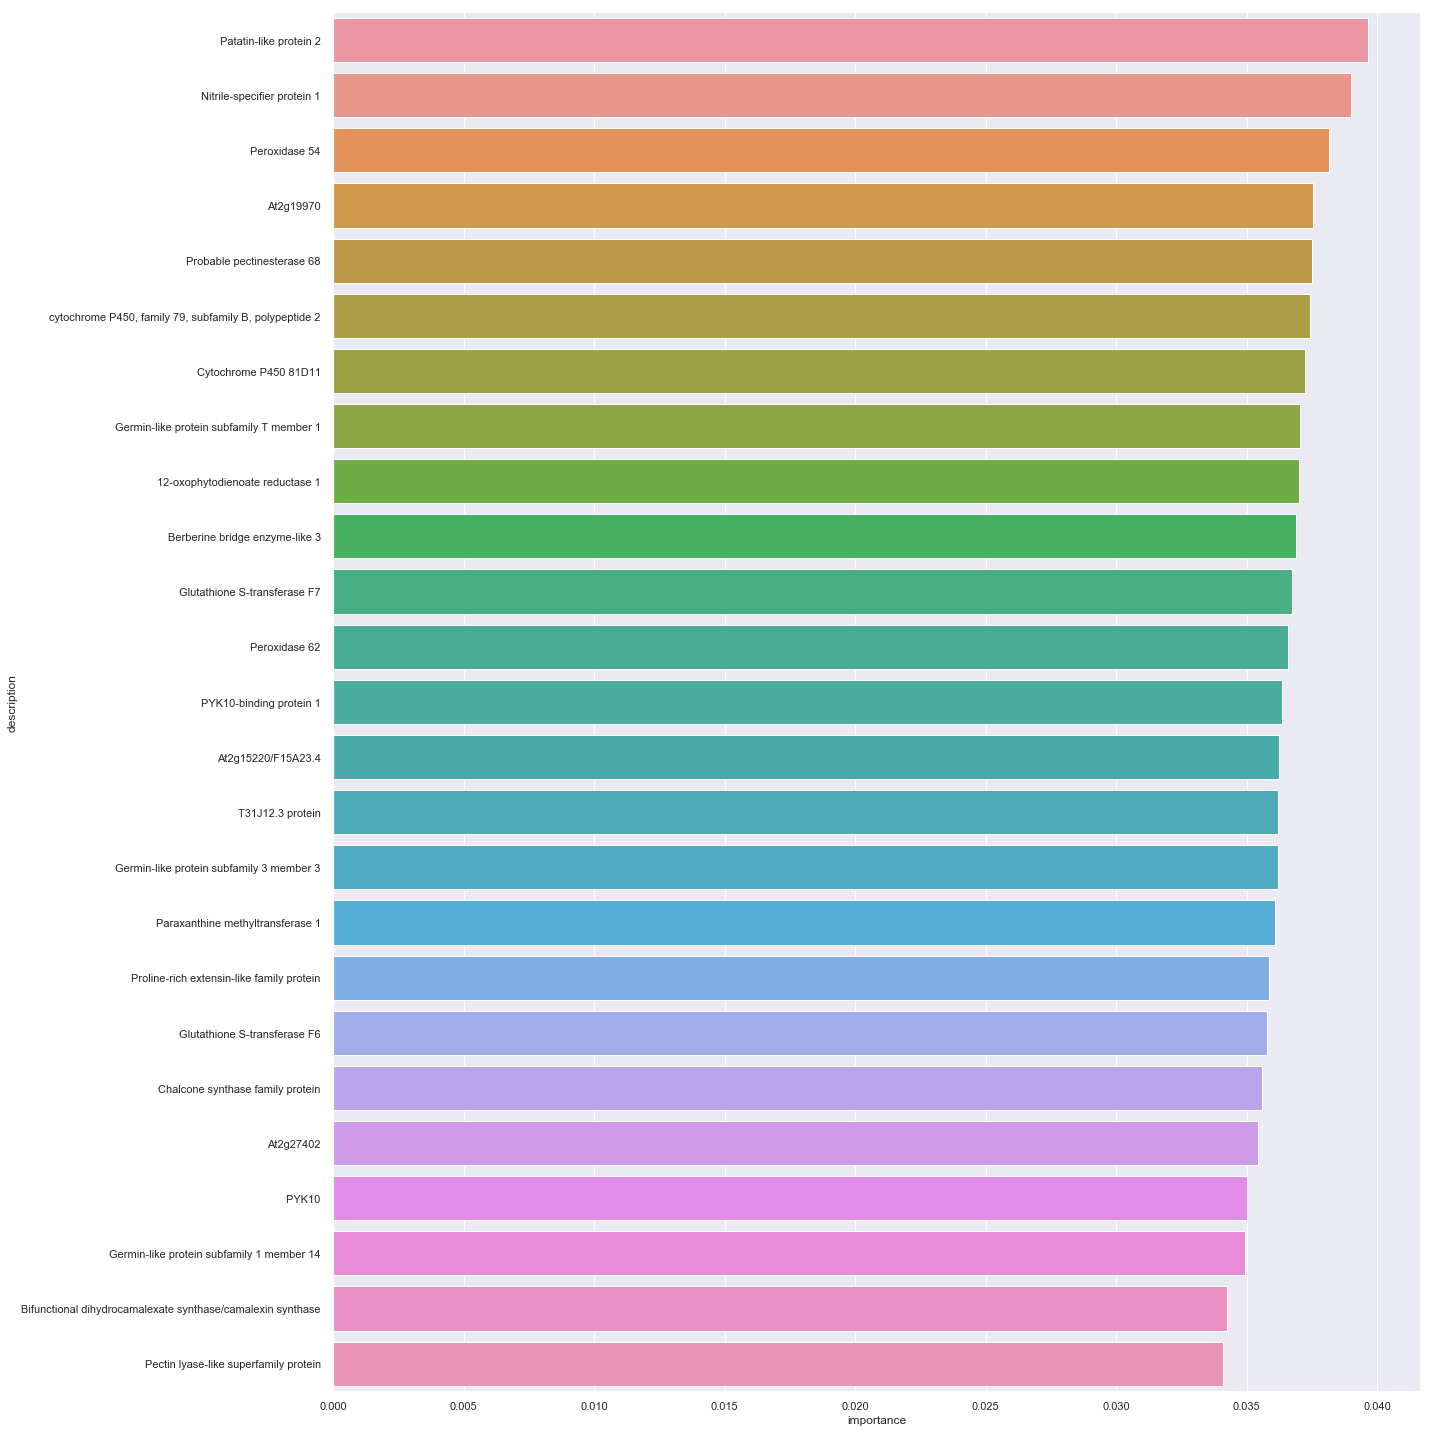 Patatin-like protein 2
Nitrile-specifier protein 1
Peroxidase 54
At2g19970
Probable pectinesterase 68
cytochrome P450, family 79, subfamily B, polypeptide 2
Cytochrome P450 81D11
Germin-like protein subfamily T member 1
12-oxophytodienoate reductase 1
Berberine bridge enzyme-like 3
Glutathione S-transferase F7
Peroxidase 62
PYK10-binding protein 1
At2g15220/F15A23.4
T31J12.3 protein
Germin-like protein subfamily 3 member 3
Paraxanthine methyltransferase 1
Proline-rich extensin-like family protein
Glutathione S-transferase F6
Chalcone synthase family protein
At2g27402
PYK10
Germin-like protein subfamily 1 member 14
Bifunctional dihydrocamalexate synthase/camalexin synthase
Pectin lyase-like superfamily protein
description
0.000 0.005 0.010 0.015 0.020 0.025 0.030 0.035 0.040
importance